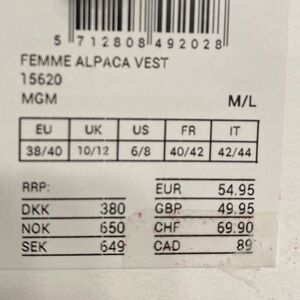 5 712808 492028
FEMME ALPACA VEST
15620
MGM M/L
EU UK US FR IT
38/40 10/12 6/8 40/42 42/44
RRP: EUR 54.95
DKK 380 GBP 49.95
NOK 650 CHF 69.90
SEK 649 CAD 89